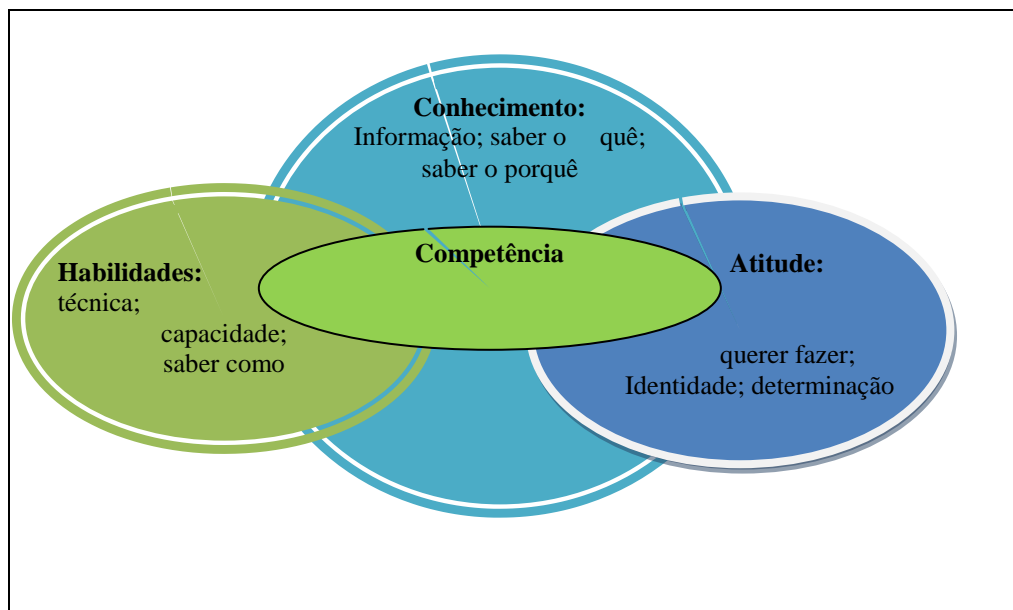 Conhecimento:
Informação; saber o quê;
saber o porquê
Habilidades:
técnica;
capacidade;
saber como
Competência
Atitude:
querer fazer;
Identidade; determinação